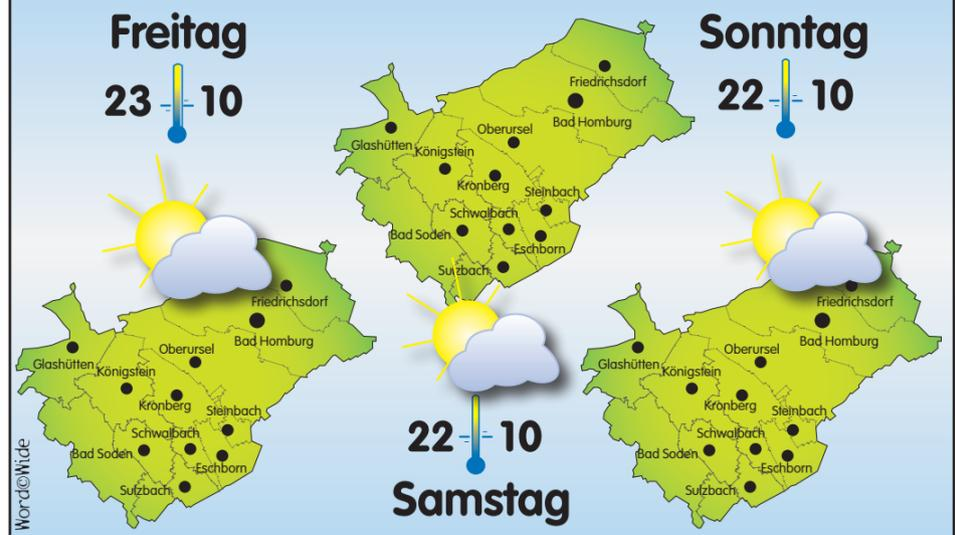 Freitag
23 10
Friedrichsdorf
Bad Homburg
Oberursel
Glashütten
Königstein
Kronberg
Steinbach
Schwalbach
Bad Soden
Eschborn
Sulzbach
Friedrichsdorf
Bad Homburg
Oberursel
Glashütten
Königstein
Kronberg
Steinbach
Schwalbach
Bad Soden
Eschborn
Sulzbach
22 10
Samstag
Sonntag
22 10
Friedrichsdorf
Bad Homburg
Oberursel
Glashütten
Königstein
Kronberg
Steinbach
Schwalbach
Bad Soden
Eschborn
Sulzbach
Word©Wide